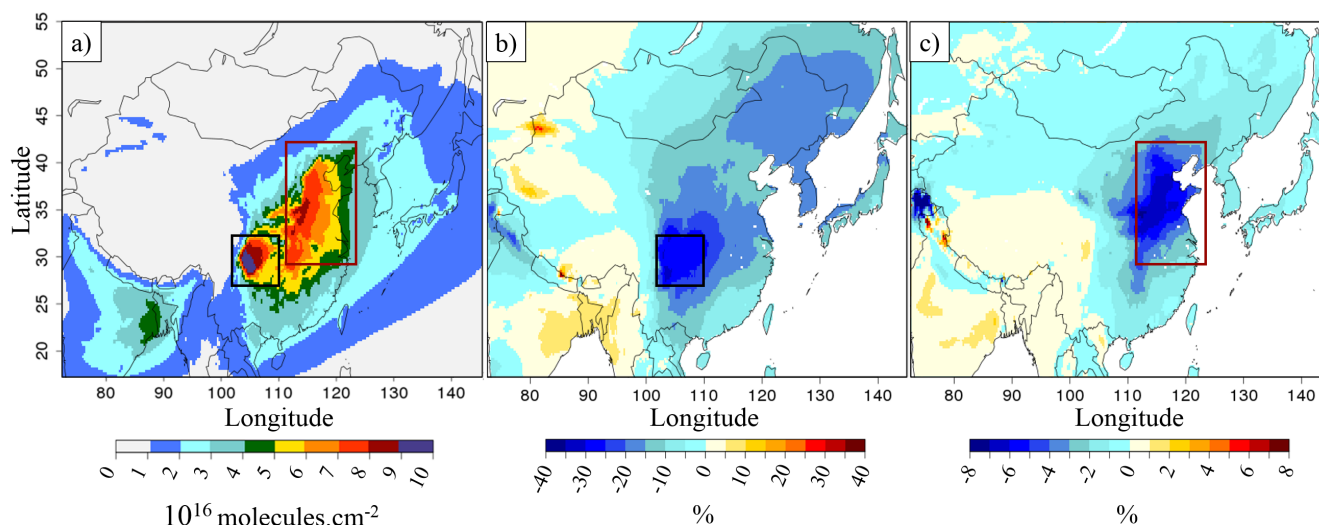 a)
b)
c)
Latitude
55
50
45
40
35
30
25
20
80 90 100 110 120 130 140
80 90 100 110 120 130 140
80 90 100 110 120 130 140
Longitude
Longitude
Longitude
0 1 2 3 4 5 6 7 8 9 10
-40 -30 -20 -10 0 10 20 30 40
-8 -6 -4 -2 0 2 4 6 8
10¹⁶ molecules.cm⁻²
%
%